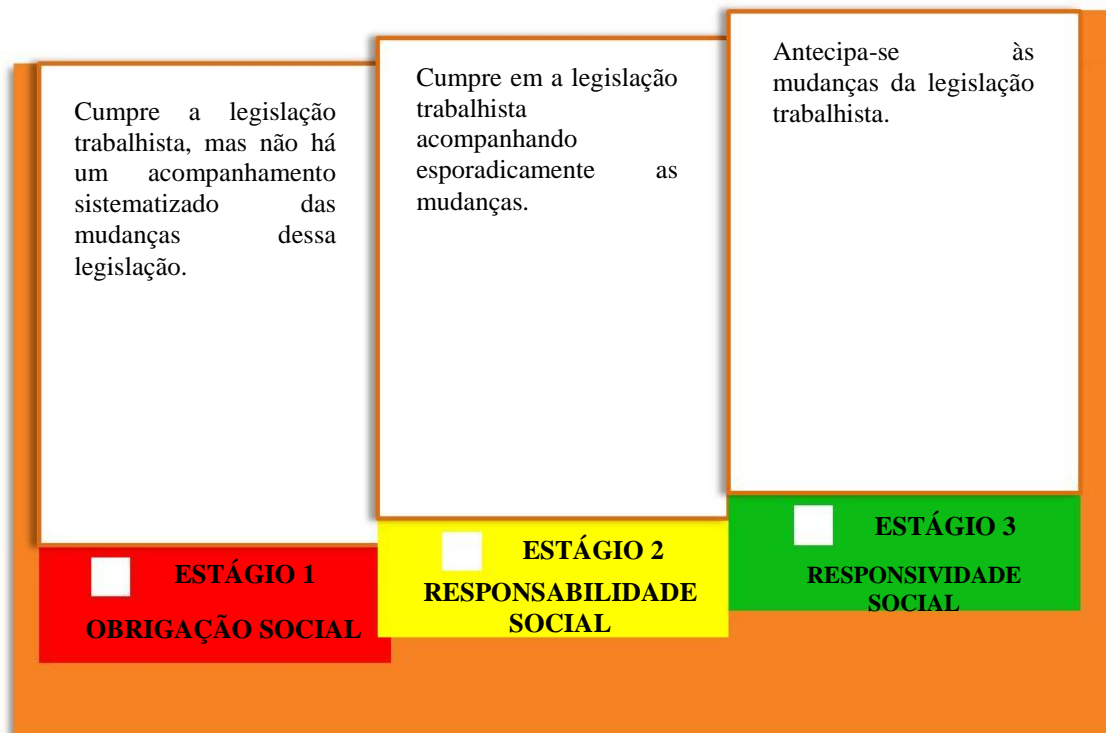 Cumpre a legislação
trabalhista, mas não há
um acompanhamento
sistematizado das
mudanças dessa
legislação.
ESTÁGIO 1
OBRIGAÇÃO SOCIAL
Cumpre em a legislação
trabalhista
acompanhando
esporadicamente as
mudanças.
ESTÁGIO 2
RESPONSABILIDADE
SOCIAL
Antecipa-se às
mudanças da legislação
trabalhista.
ESTÁGIO 3
RESPONSIVIDADE
SOCIAL